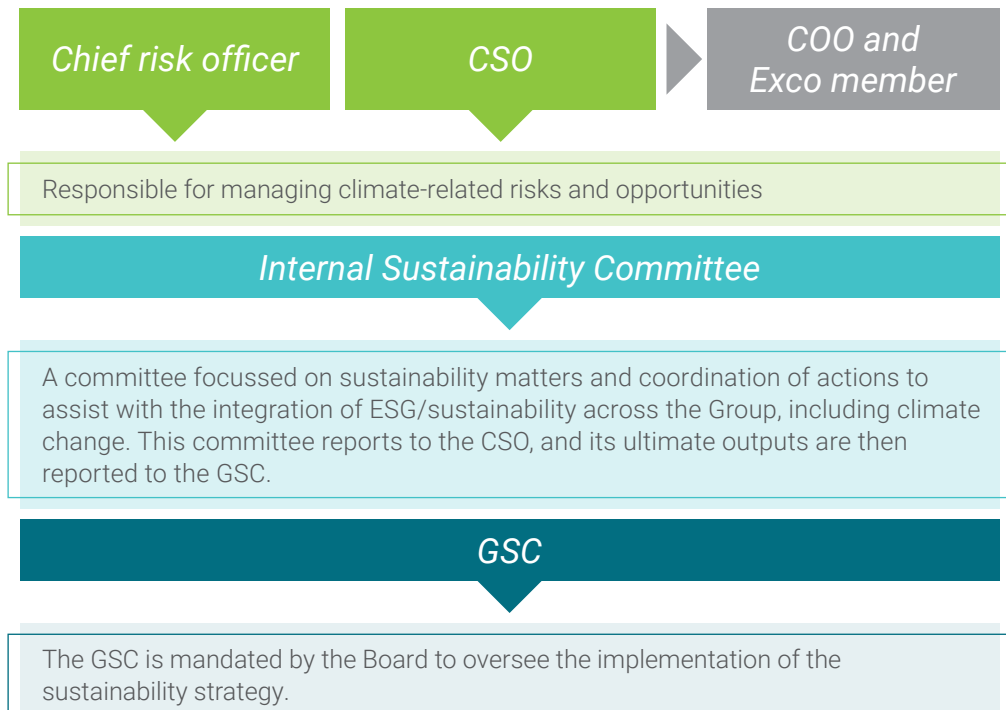 Chief risk officer
CSO
COO and
Exco member
Responsible for managing climate-related risks and opportunities
Internal Sustainability Committee
A committee focussed on sustainability matters and coordination of actions to
assist with the integration of ESG/sustainability across the Group, including climate
change. This committee reports to the CSO, and its ultimate outputs are then
reported to the GSC.
GSC
The GSC is mandated by the Board to oversee the implementation of the
sustainability strategy.